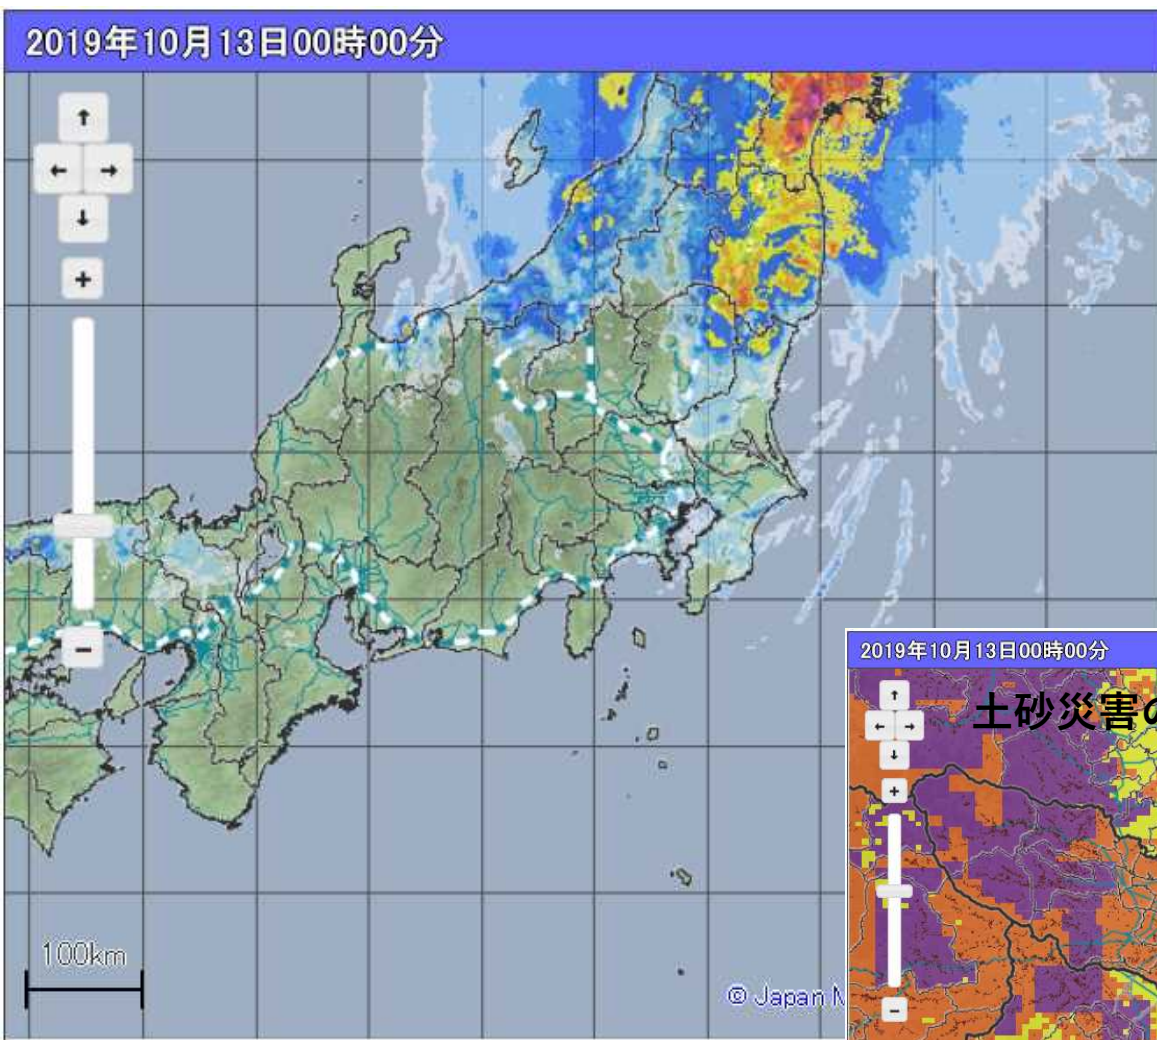 2019年10月13日00時00分
↑
← →
↓
+
−
100km
© Japan
2019年10月13日00時00分
土砂災害の
↑
← →
↓
+
−